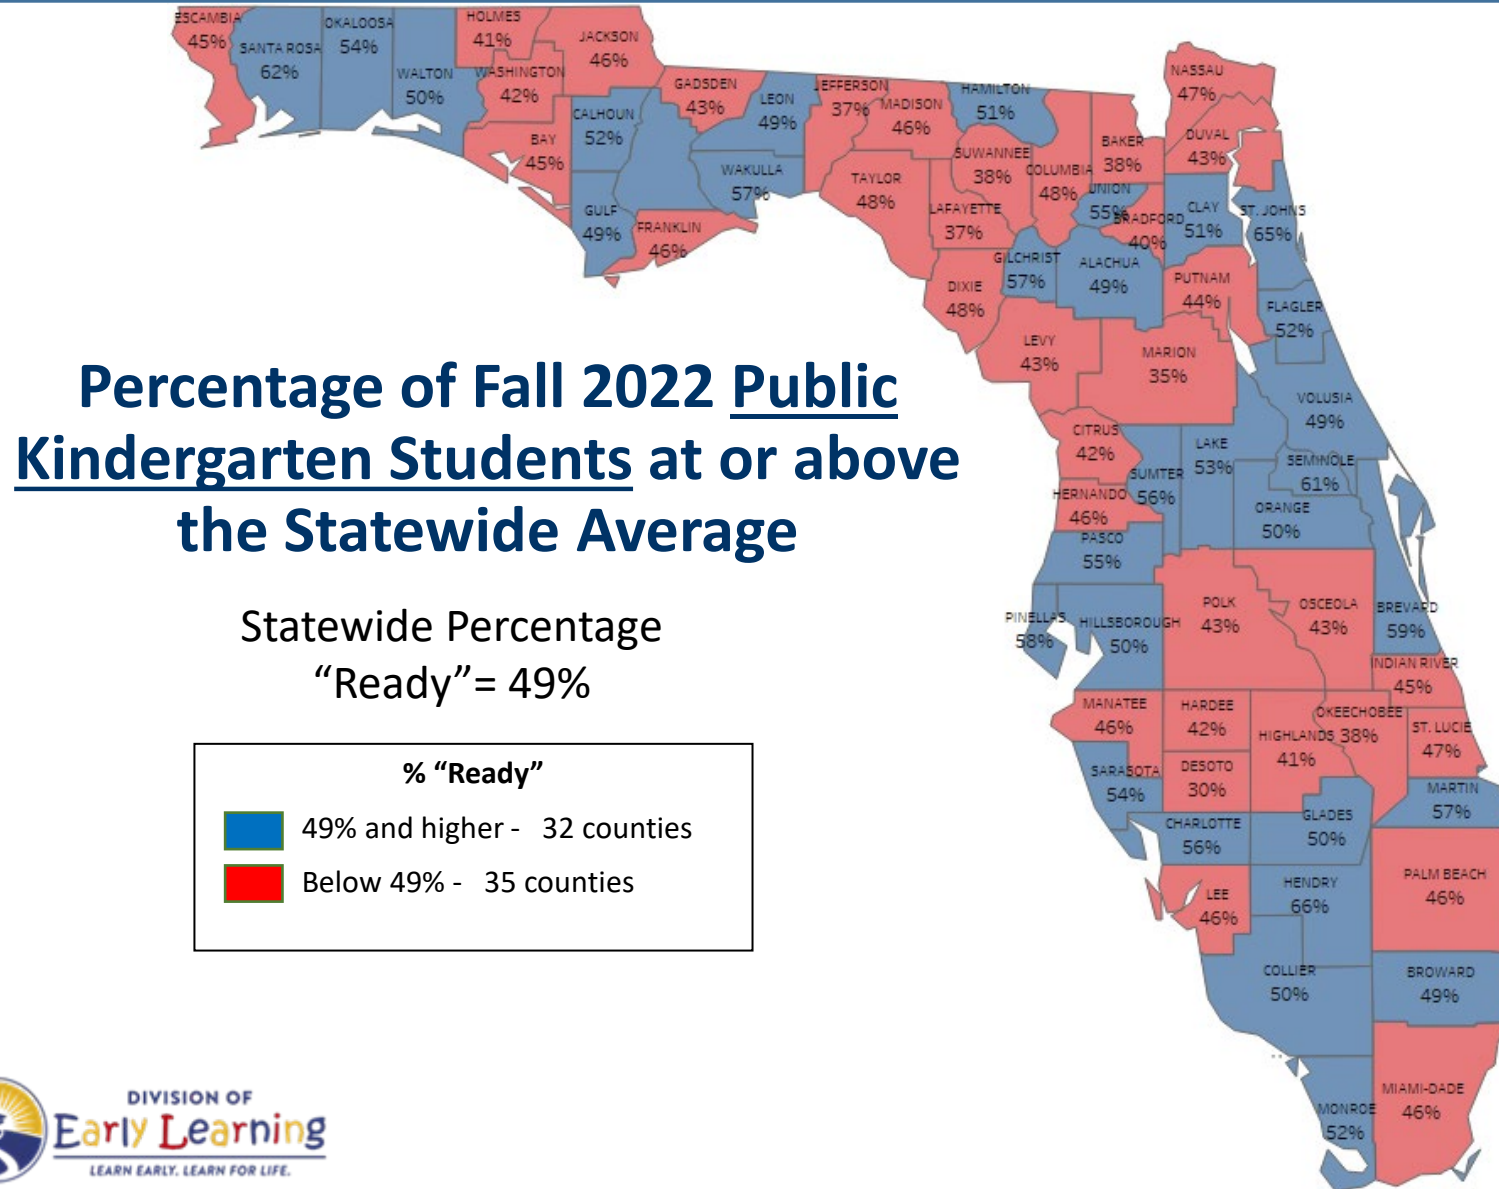 ESCAMBIA
45%
SANTA ROSA
62%
OKALOOSA
54%
WALTON
50%
HOLMES
41%
WASHINGTON
42%
JACKSON
46%
BAY
45%
CALHOUN
52%
GULF
49%
GADSDEN
43%
FRANKLIN
46%
LEON
49%
WAKULLA
57%
JEFFERSON
37%
MADISON
46%
TAYLOR
48%
HAMILTON
51%
SUWANNEE
38%
LAFAYETTE
37%
COLUMBIA
48%
DIXIE
48%
GILCHRIST
57%
BAKER
38%
UNION
55%
BRADFORD
40%
ALACHUA
49%
NASSAU
47%
DUVAL
43%
CLAY
51%
ST. JOHNS
65%
PUTNAM
44%
FLAGLER
52%
LEVY
43%
MARION
35%
VOLUSIA
49%
Percentage of Fall 2022 Public
Kindergarten Students at or above
the Statewide Average
CITRUS
42%
SUMTER
56%
LAKE
53%
SEMINOLE
61%
HERNANDO
46%
ORANGE
50%
PASCO
55%
Statewide Percentage
“Ready”= 49%
PINELLAS
58%
HILLSBOROUGH
50%
POLK
43%
OSCEOLA
43%
BREVARD
59%
INDIAN RIVER
45%
MANATEE
46%
HARDEE
42%
HIGHLANDS
41%
OKEECHOBEE
38%
ST. LUCIE
47%
SARASOTA
54%
DESOTO
30%
MARTIN
57%
CHARLOTTE
56%
GLADES
50%
LEE
46%
HENDRY
66%
PALM BEACH
46%
COLLIER
50%
BROWARD
49%
MONROE
52%
MIAMI-DADE
46%
% “Ready”
49% and higher - 32 counties
Below 49% - 35 counties
DIVISION OF
Early Learning
LEARN EARLY. LEARN FOR LIFE.